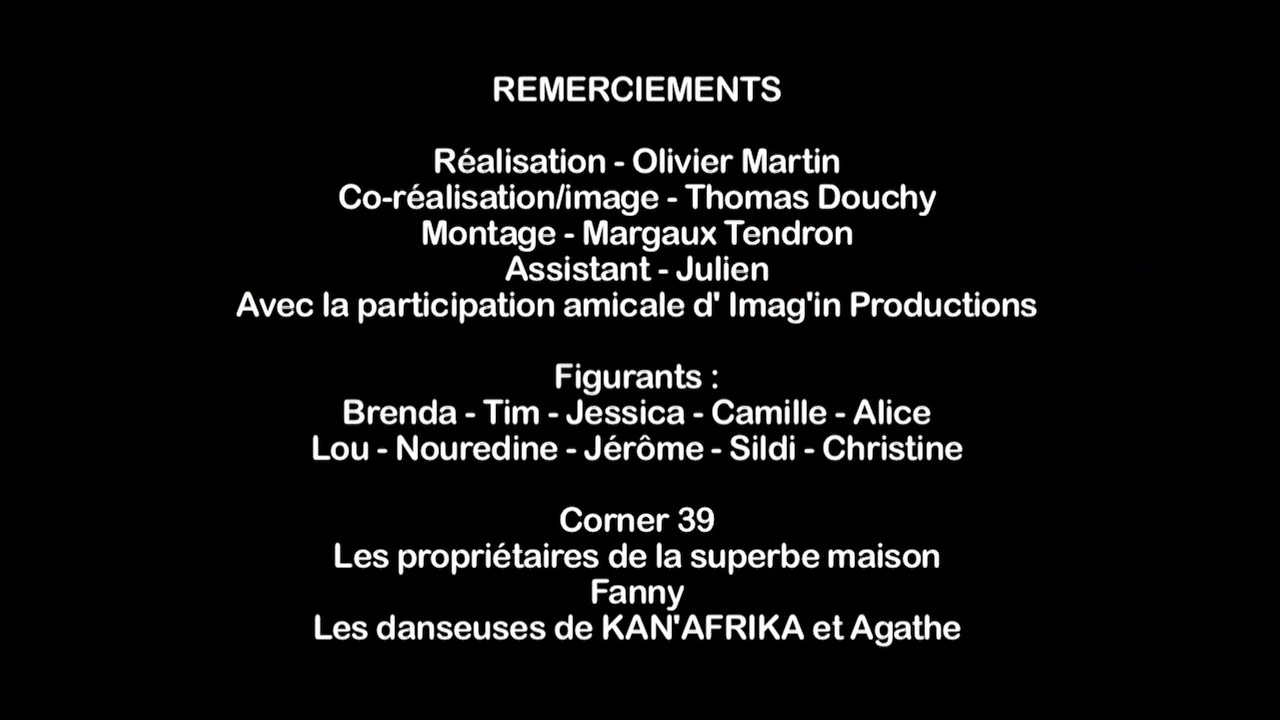 REMERCIEMENTS
Réalisation - Olivier Martin
Co-réalisation/image - Thomas Douchy
Montage - Margaux Tendron
Assistant - Julien
Avec la participation amicale d' Imag'in Productions
Figurants :
Brenda - Tim - Jessica - Camille - Alice
Lou - Nouredine - Jérôme - Sildi - Christine
Corner 39
Les propriétaires de la superbe maison
Fanny
Les danseuses de KAN'AFRIKA et Agathe